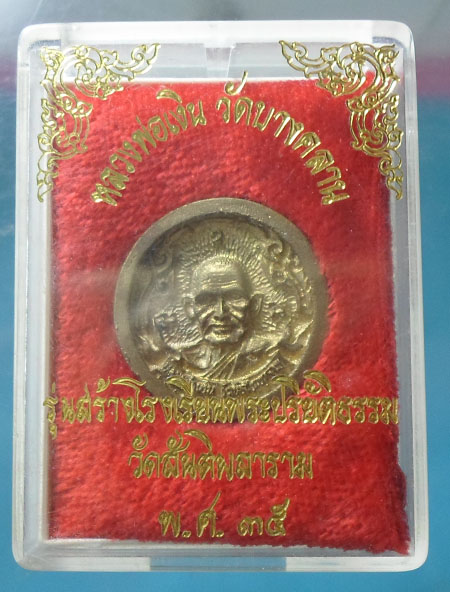 หลวงพ่อเงิน วัดบางคลาน
รุ่นสร้างโรงเรียนพระปริยัติธรรม
วัดสันติพลาราม
พ.ศ. ๓๕